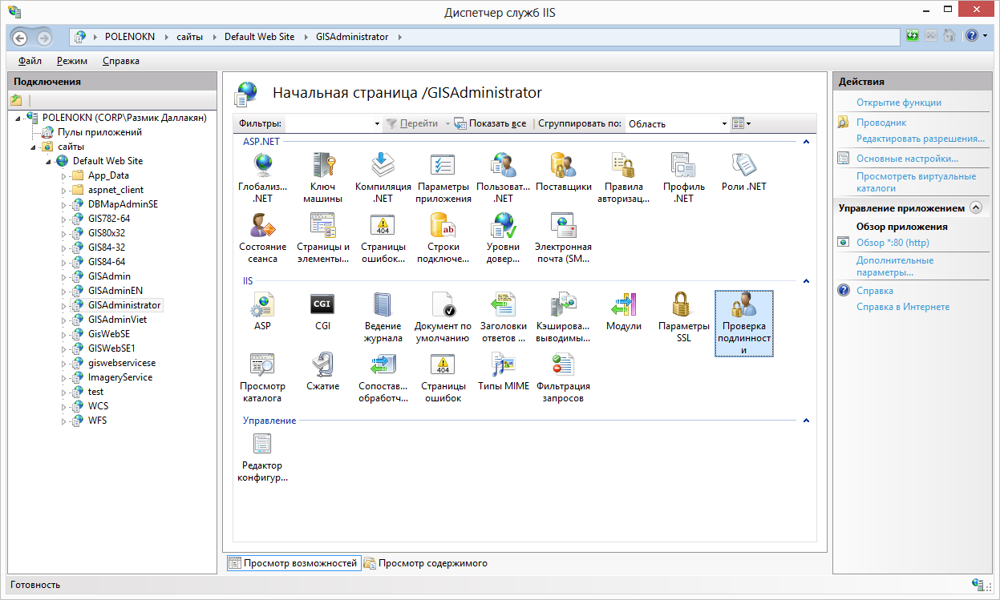 Диспетчер служб IIS
POLENOKN
сайты
Default Web Site
GISAdministrator
Файл
Режим
Справка
Подключения
POLENOKN (CORP\Размик Даллакян)
Пулы приложений
сайты
Default Web Site
App_Data
aspnet_client
DBMapAdminSE
GIS782-64
GIS80x32
GIS84-32
GIS84-64
GISAdmin
GISAdminEN
GISAdministrator
GISAdminViet
GisWebSE
GISWebSE1
giswebservicese
ImageryService
test
WCS
WFS
Начальная страница /GISAdministrator
Фильтры:
Перейти
Показать все
Сгруппировать по:
Область
ASP.NET
Глобализ...
.NET
Ключ
машины
Компиляция
.NET
Параметры
приложения
Пользоват...
.NET
Поставщики
Правила
авторизац...
Профиль
.NET
Роли .NET
Состояние
сеанса
Страницы и
элементы...
404
Страницы
ошибок...
ab
Строки
подключе...
Уровни
довер...
Электронная
почта (SM...
IIS
ASP
CGI
CGI
Ведение
журнала
Документ по
умолчанию
Заголовки
ответов ...
Кэширова...
выводимы...
Модули
Параметры
SSL
Проверка
подлинност
и
Просмотр
каталога
Сжатие
Сопостав...
обработч...
404
Страницы
ошибок
Типы MIME
Фильтрация
запросов
Управление
Редактор
конфигур...
Просмотр возможностей
Просмотр содержимого
Действия
Открытие функции
Проводник
Редактировать разрешения...
Основные настройки...
Просмотреть виртуальные
каталоги
Управление приложением
Обзор приложения
Обзор *:80 (http)
Дополнительные
параметры...
Справка
Справка в Интернете
Готовность